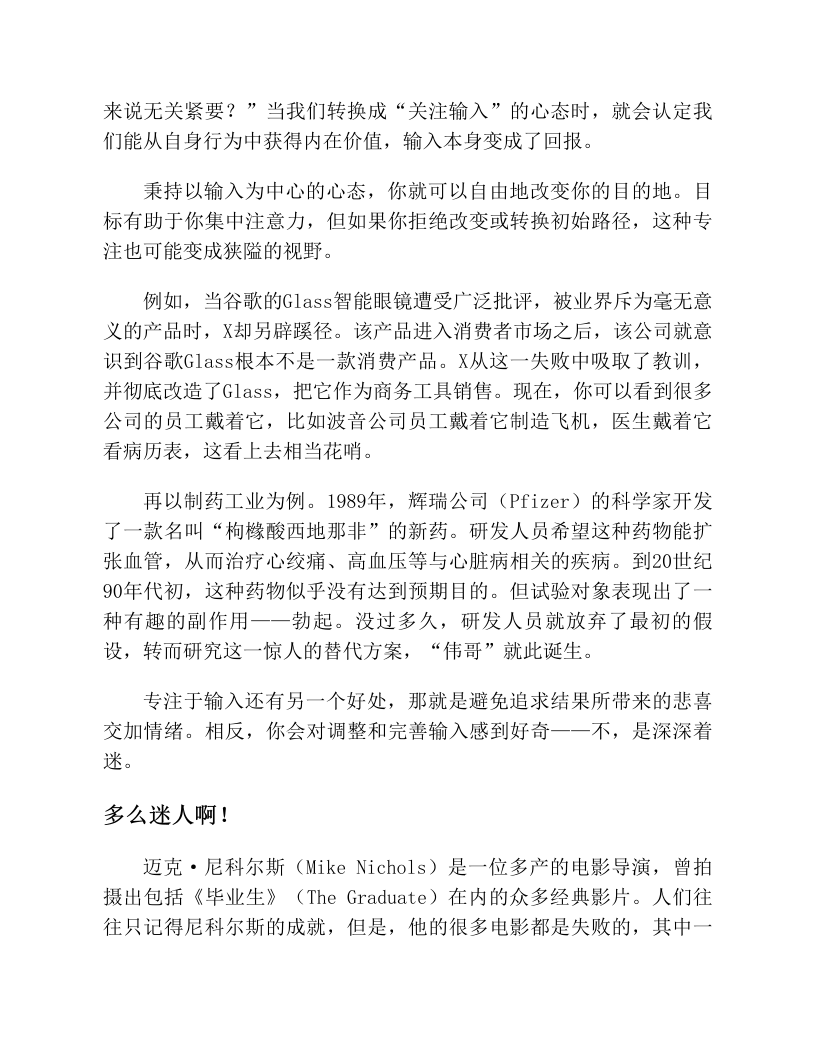 来说无关紧要？”当我们转换成“关注输入”的心态时，就会认定我
们能从自身行为中获得内在价值，输入本身变成了回报。
秉持以输入为中心的心态，你就可以自由地改变你的目的地。目
标有助于你集中注意力，但如果你拒绝改变或转换初始路径，这种专
注也可能变成狭隘的视野。
例如，当谷歌的Glass智能眼镜遭受广泛批评，被业界斥为毫无意
义的产品时，X却另辟蹊径。该产品进入消费者市场之后，该公司就意
识到谷歌Glass根本不是一款消费产品。X从这一失败中吸取了教训，
并彻底改造了Glass，把它作为商务工具销售。现在，你可以看到很多
公司的员工戴着它，比如波音公司员工戴着它制造飞机，医生戴着它
看病历表，这看上去相当花哨。
再以制药工业为例。1989年，辉瑞公司（Pfizer）的科学家开发
了一款名叫“枸橼酸西地那非”的新药。研发人员希望这种药物能扩
张血管，从而治疗心绞痛、高血压等与心脏病相关的疾病。到20世纪
90年代初，这种药物似乎没有达到预期目的。但试验对象表现出了一
种有趣的副作用——勃起。没过多久，研发人员就放弃了最初的假
设，转而研究这一惊人的替代方案，“伟哥”就此诞生。
专注于输入还有另一个好处，那就是避免追求结果所带来的悲喜
交加情绪。相反，你会对调整和完善输入感到好奇——不，是深深着
迷。
多么迷人啊！
迈克·尼科尔斯（Mike Nichols）是一位多产的电影导演，曾拍
摄出包括《毕业生》（The Graduate）在内的众多经典影片。人们往
往只记得尼科尔斯的成就，但是，他的很多电影都是失败的，其中一